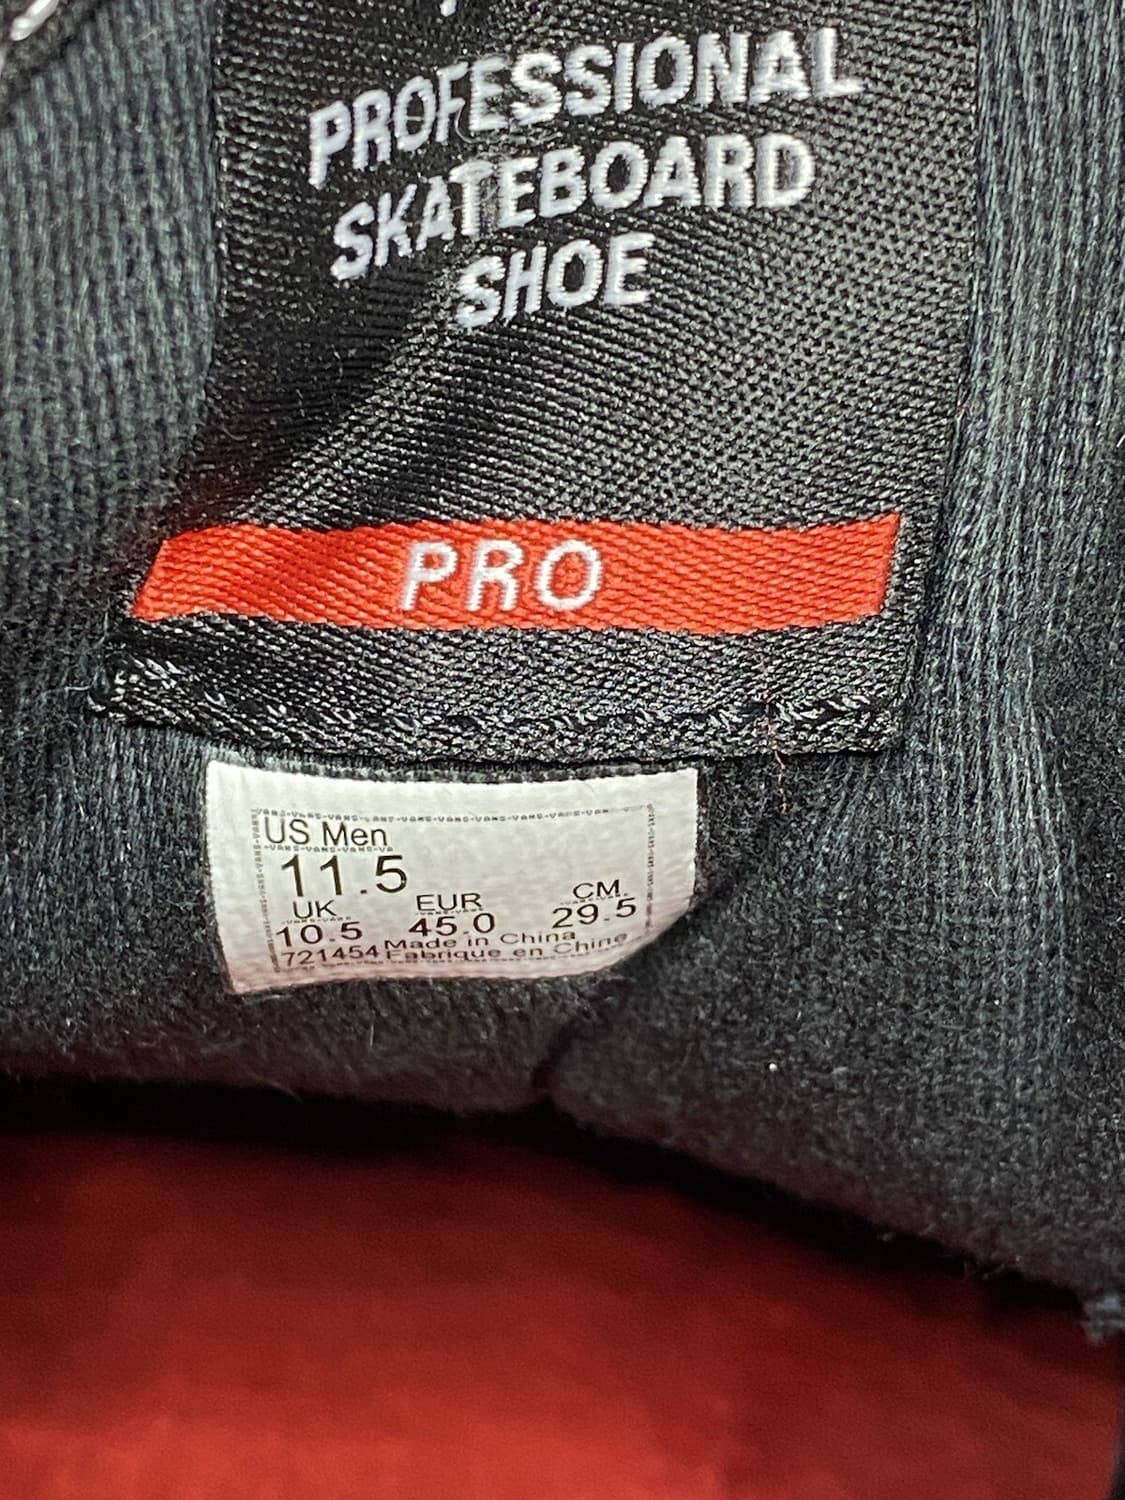 PROFESSIONAL
SKATEBOARD
SHOE
PRO
US Men
11.5
UK EUR CM
10.5 45.0 29.5
721454 Made in China
Fabrique en Chine